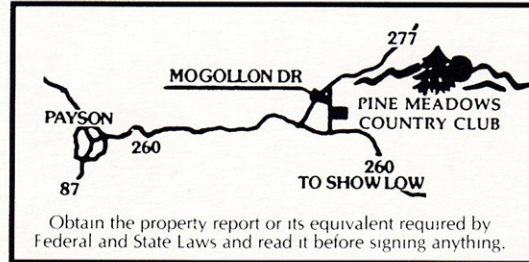 277
MOGOLLON DR
PINE MEADOWS
COUNTRY CLUB
PAYSON
260
87
260
TO SHOW LOW
Obtain the property report or its equivalent required by
Federal and State Laws and read it before signing anything.